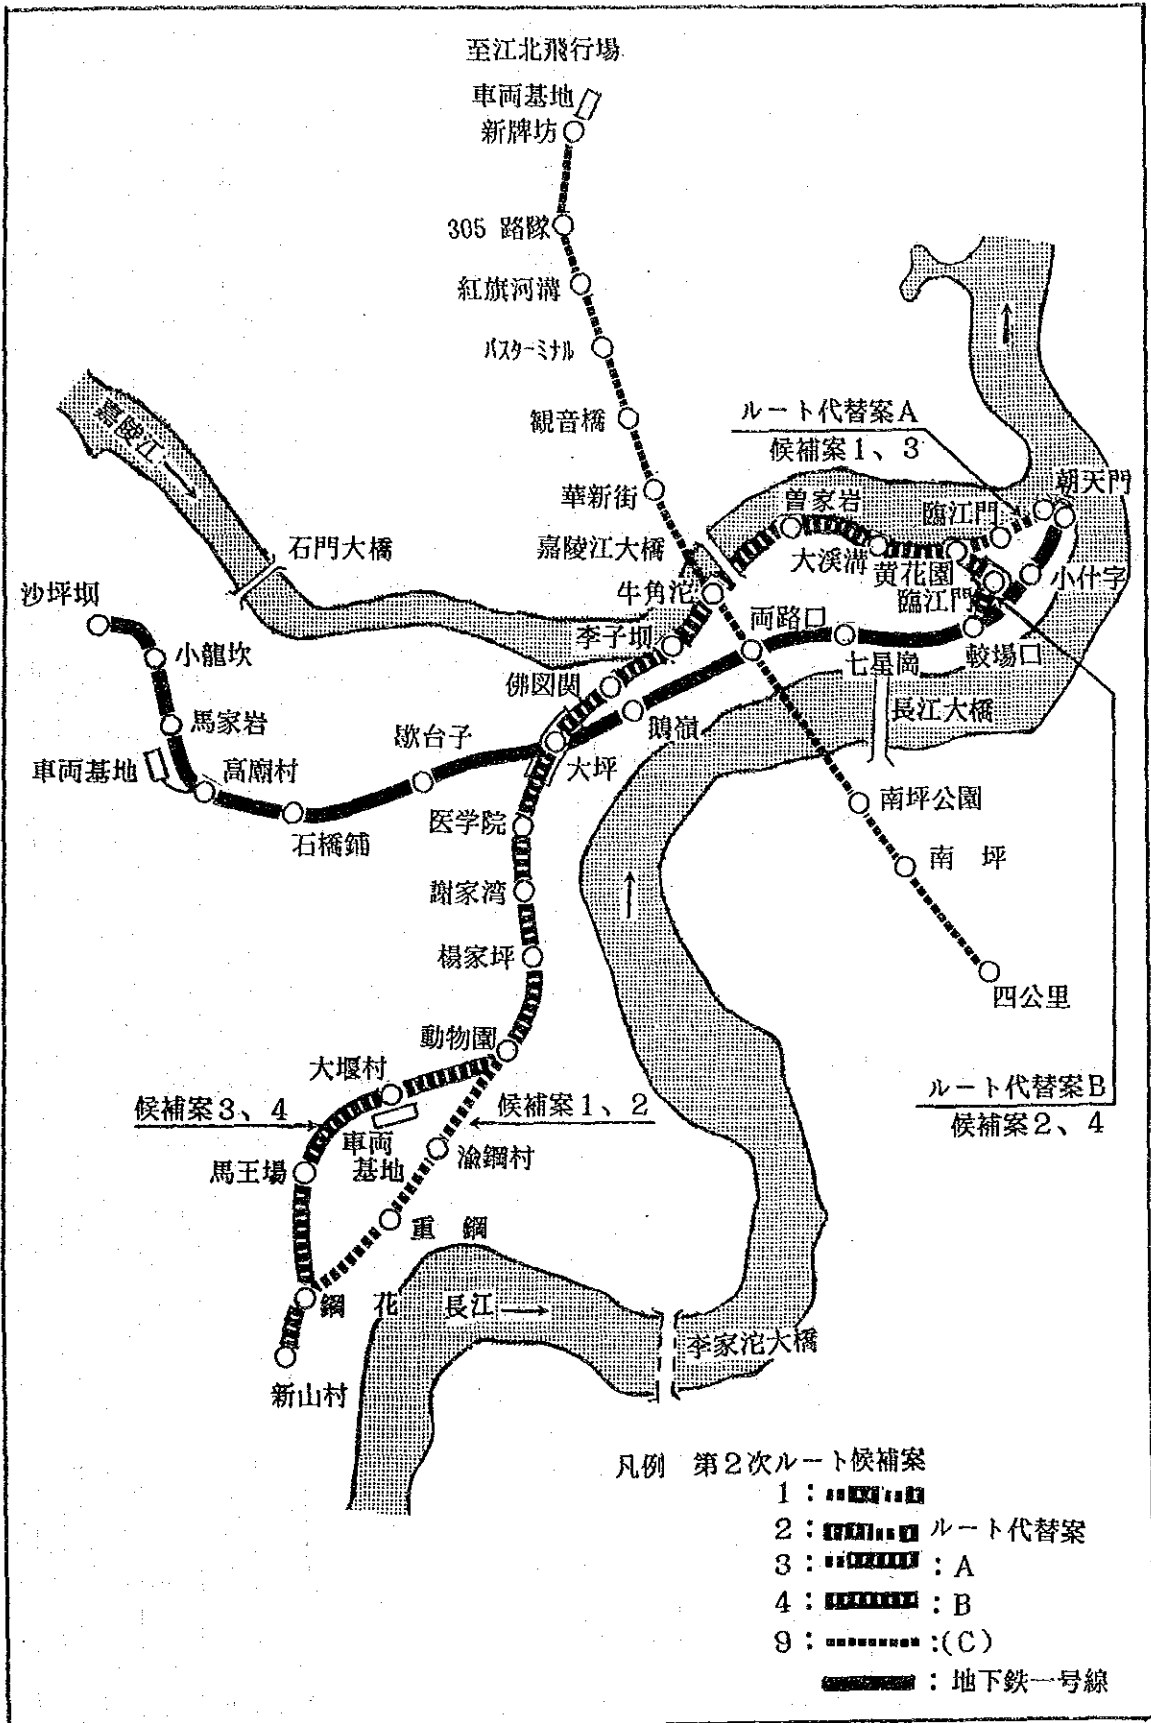 至江北飛行場
車両基地
新牌坊
305 路隊
紅旗河溝
バスターミナル
観音橋
華新街
ルート代替案A
候補案1、3
朝天門
臨江門
曽家岩
嘉陵江
石門大橋
嘉陵江大橋
大渓溝
黄花園
臨江門
小什字
牛角沱
沙坪坝
小龍坎
李子坝
両路口
七星崗
較場口
佛図関
長江大橋
馬家岩
鵝嶺
歇台子
車両基地
高廟村
大坪
石橋鋪
医学院
南坪公園
南 坪
謝家湾
楊家坪
四公里
動物園
大堰村
ルート代替案B
候補案2、4
候補案3、4
候補案1、2
車両
基地
渝鋼村
馬王場
重 鋼
鋼 花
長江
李家沱大橋
新山村
凡例 第2次ルート候補案
1：
2： ルート代替案
3： ：A
4： ：B
9： ：(C)
：地下鉄一号線